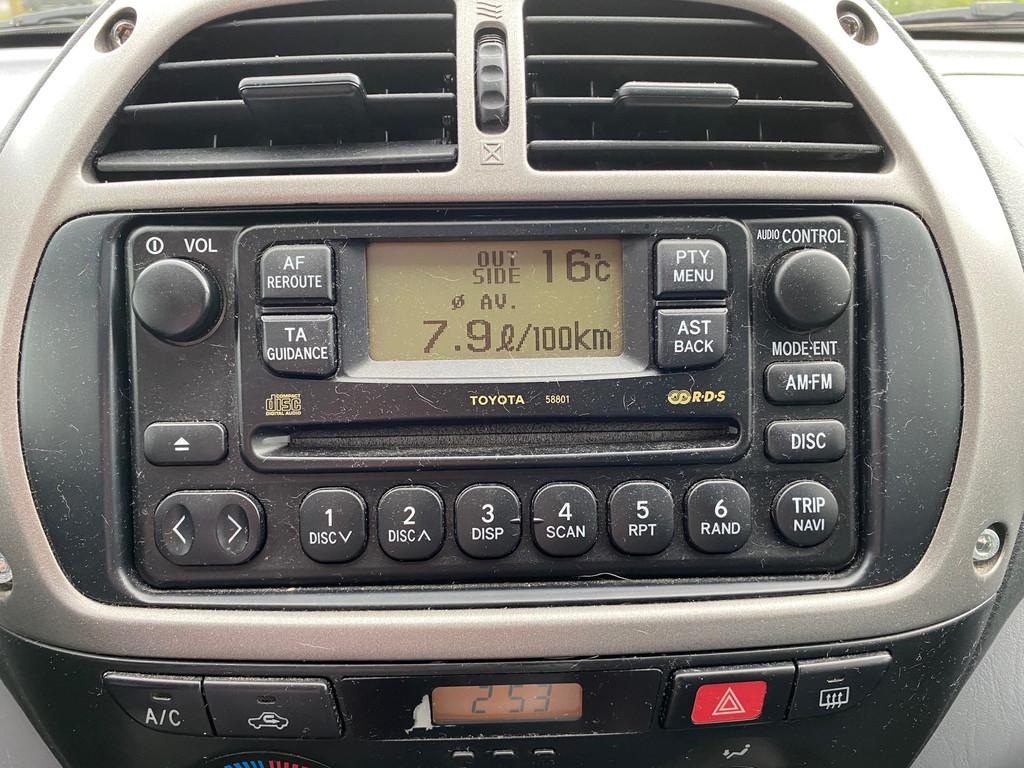 VOL
AF
REROUTE
TA
GUIDANCE
OUT
SIDE 16°C
Ø AV.
7.9ℓ/100km
PTY
MENU
AST
BACK
AUDIO CONTROL
MODE·ENT
AM·FM
DISC
COMPACT
disc
DIGITAL AUDIO
TOYOTA 58801
R·D·S
1
DISC∨
2
DISC∧
3
DISP
4
SCAN
5
RPT
6
RAND
TRIP
NAVI
A/C
2:53